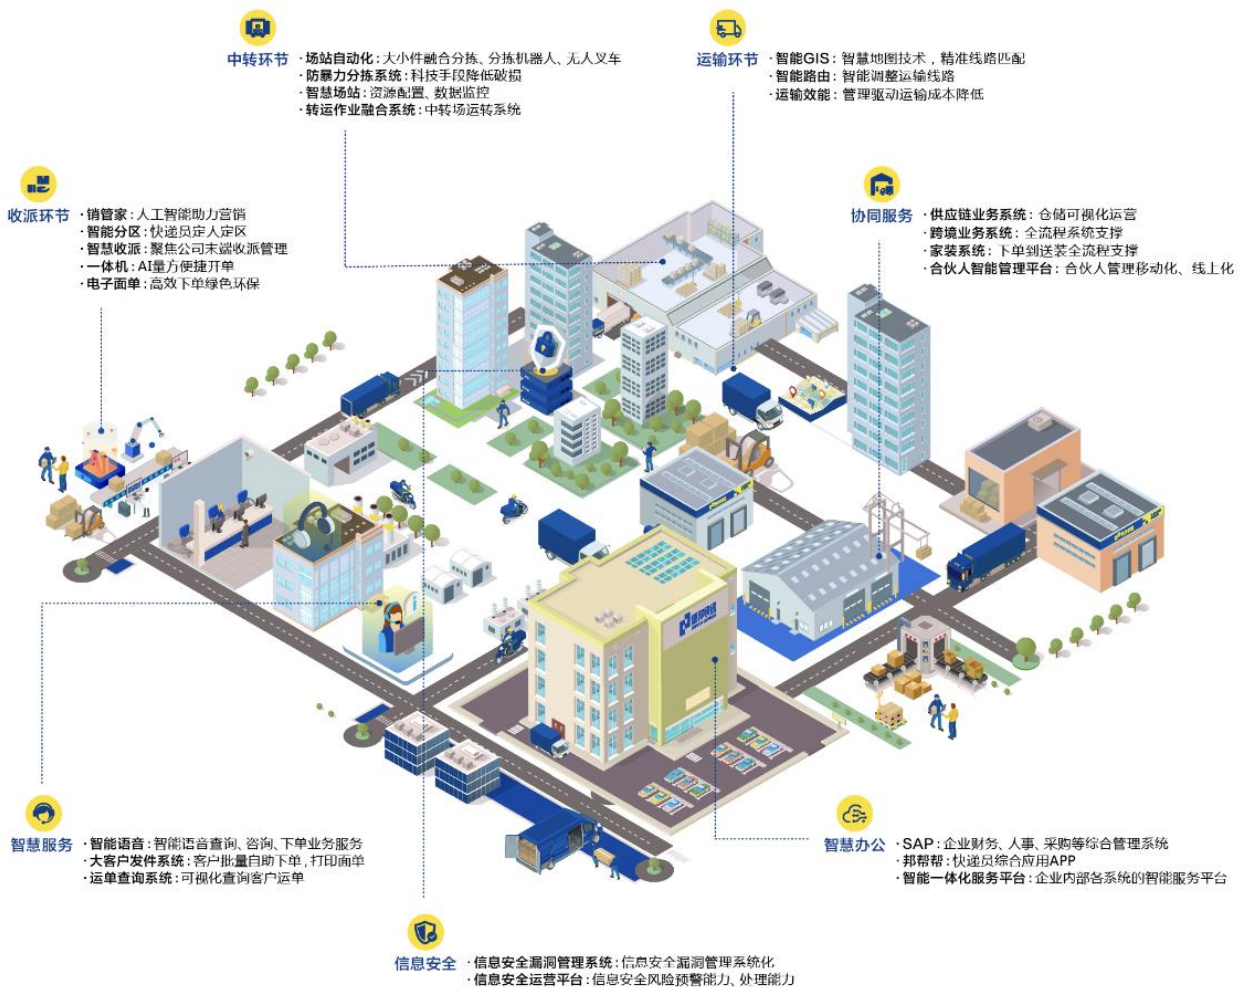 中转环节
·场站自动化：大小件融合分拣、分拣机器人、无人叉车
·防暴力分拣系统：科技手段降低破损
·智慧场站：资源配置、数据监控
·转运作业融合系统：中转场运转系统
运输环节
·智能GIS：智慧地图技术，精准线路匹配
·智能路由：智能调整运输线路
·运输效能：管理驱动运输成本降低
收派环节
·销管家：人工智能助力营销
·智能分区：快递员定人定区
·智慧收派：聚焦公司末端收派管理
·一体机：AI量方便捷开单
·电子面单：高效下单绿色环保
协同服务
·供应链业务系统：仓储可视化运营
·跨境业务系统：全流程系统支撑
·家装系统：下单到送装全流程支撑
·合伙人智能管理平台：合伙人管理移动化、线上化
德邦快递
智慧服务
·智能语音：智能语音查询、咨询、下单业务服务
·大客户发件系统：客户批量自助下单，打印面单
·运单查询系统：可视化查询客户运单
智慧办公
·SAP：企业财务、人事、采购等综合管理系统
·邦帮帮：快递员综合应用APP
·智能一体化服务平台：企业内部各系统的智能服务平台
信息安全
·信息安全漏洞管理系统：信息安全漏洞管理系统化
·信息安全运营平台：信息安全风险预警能力、处理能力